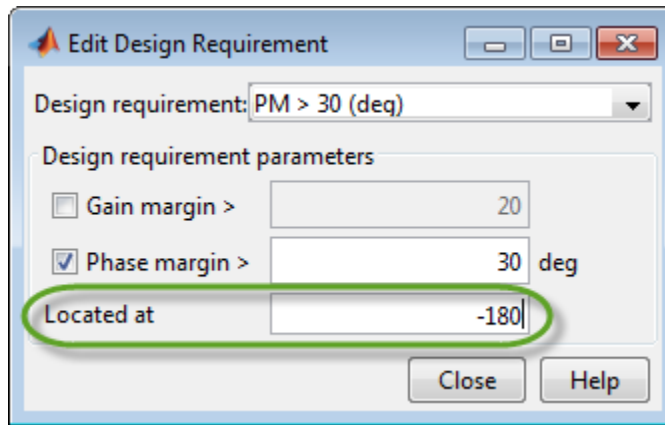 Edit Design Requirement
Design requirement: PM > 30 (deg)
Design requirement parameters
Gain margin > 20
Phase margin > 30 deg
Located at -180
Close Help